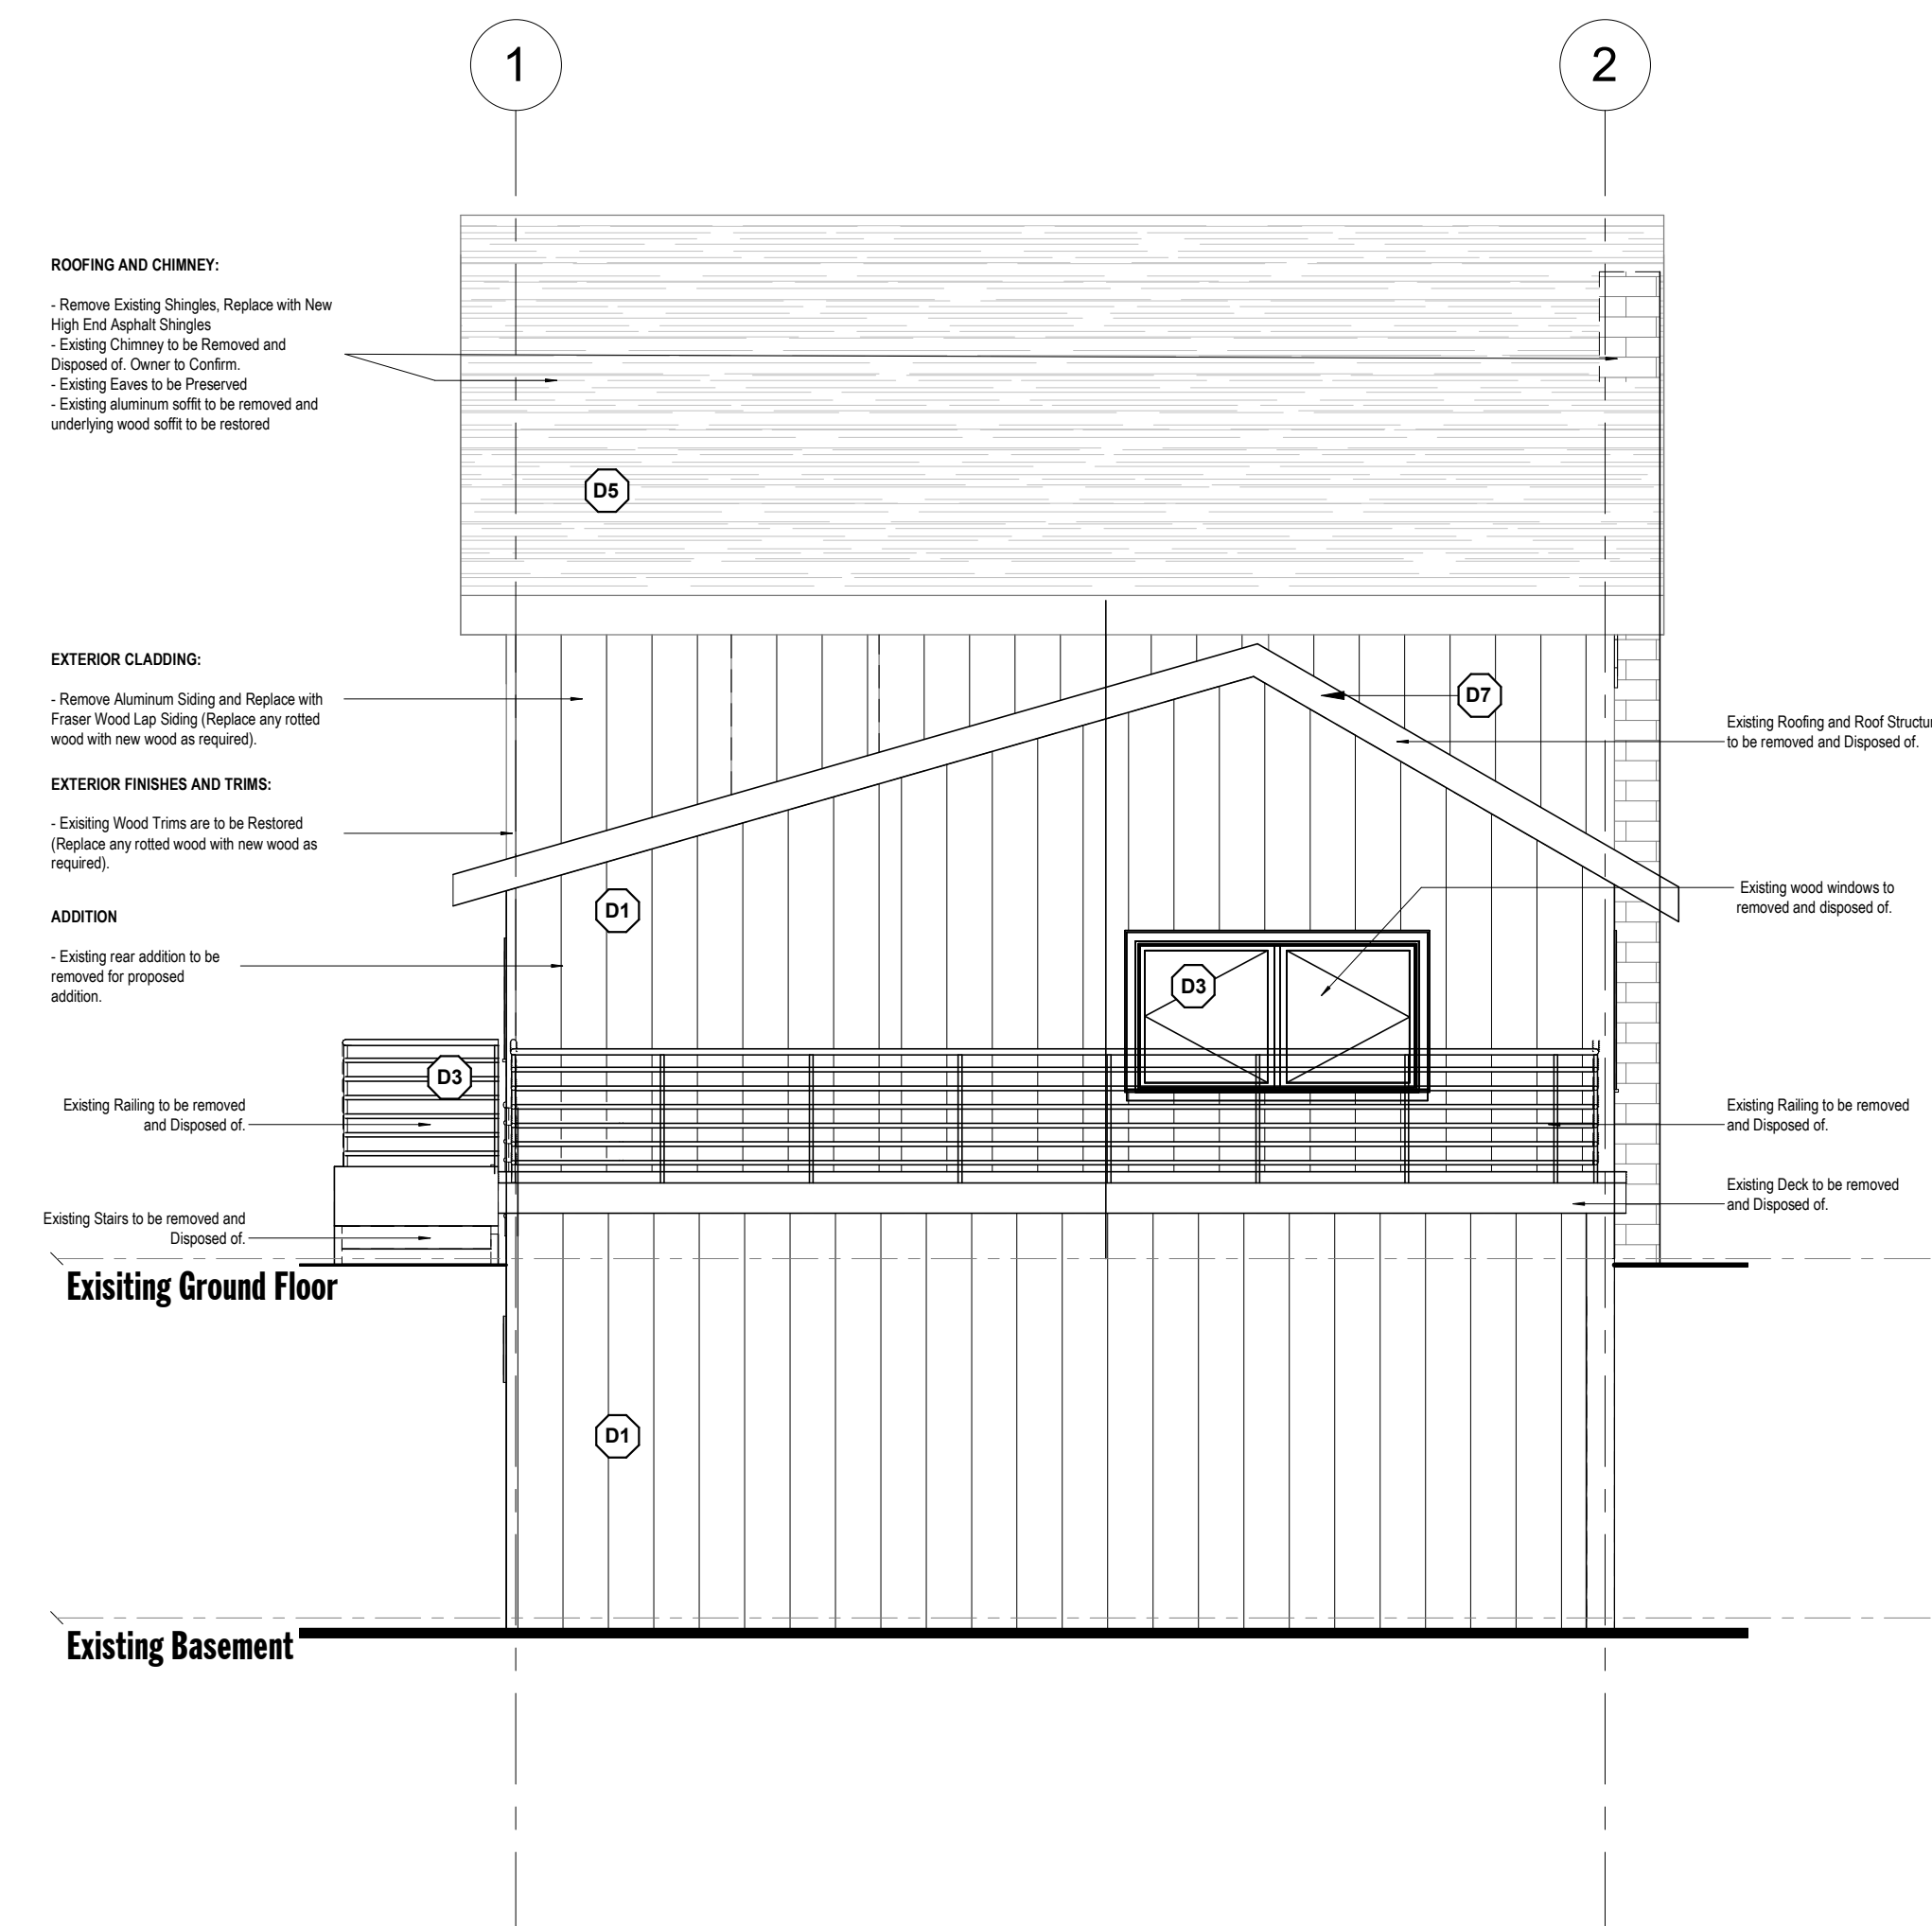 1
2
ROOFING AND CHIMNEY:
- Remove Existing Shingles, Replace with New
High End Asphalt Shingles
- Existing Chimney to be Removed and
Disposed of. Owner to Confirm.
- Existing Eaves to be Preserved
- Existing aluminum soffit to be removed and
underlying wood soffit to be restored
D5
EXTERIOR CLADDING:
- Remove Aluminum Siding and Replace with
Fraser Wood Lap Siding (Replace any rotted
wood with new wood as required).
D7
Existing Roofing and Roof Structu
to be removed and Disposed of.
EXTERIOR FINISHES AND TRIMS:
- Exisiting Wood Trims are to be Restored
(Replace any rotted wood with new wood as
required).
D1
Existing wood windows to
removed and disposed of.
ADDITION
- Existing rear addition to be
removed for proposed
addition.
D3
D3
Existing Railing to be removed
and Disposed of.
Existing Railing to be removed
and Disposed of.
Existing Deck to be removed
and Disposed of.
Existing Stairs to be removed and
Disposed of.
Exisiting Ground Floor
D1
Existing Basement